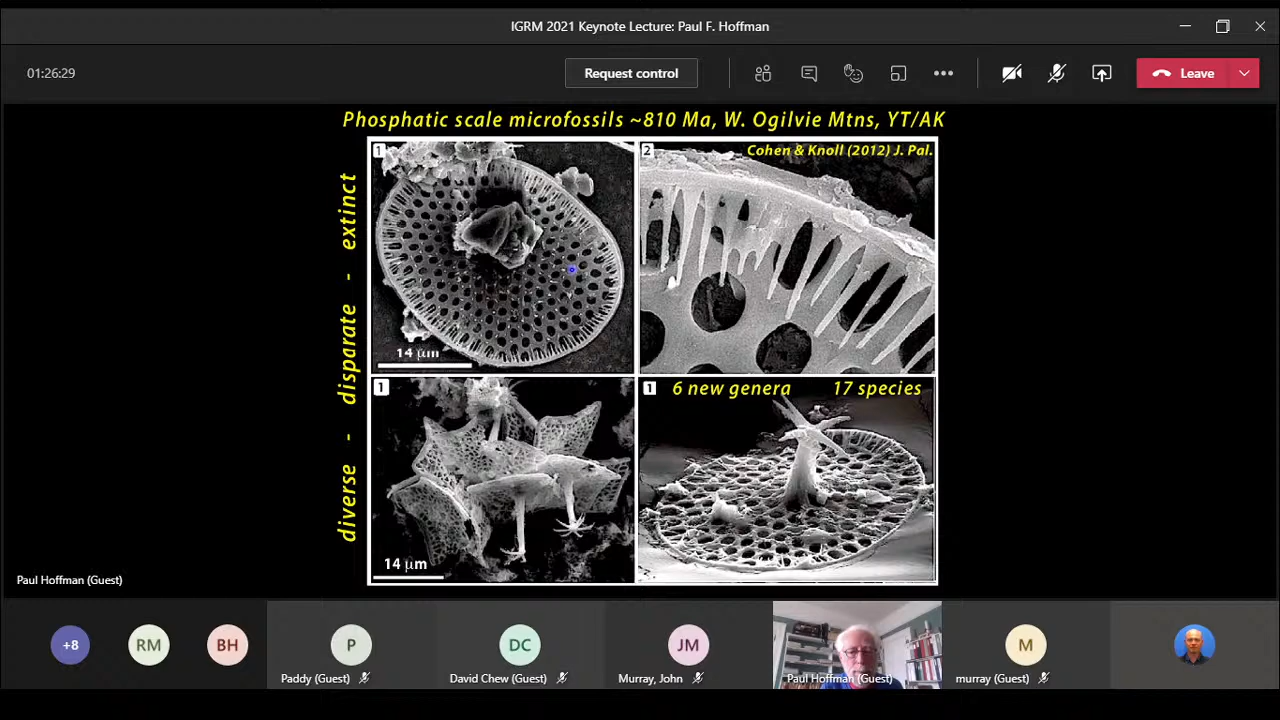 IGRM 2021 Keynote Lecture: Paul F. Hoffman
01:26:29
Request control
Leave
Phosphatic scale microfossils ~810 Ma, W. Ogilvie Mtns, YT/AK
diverse - disparate - extinct
1
2
Cohen & Knoll (2012) J. Pal.
14 μm
1
1
6 new genera 17 species
14 μm
Paul Hoffman (Guest)
+8
RM
BH
P
DC
JM
M
Paddy (Guest)
David Chew (Guest)
Murray, John
Paul Hoffman (Guest)
murray (Guest)